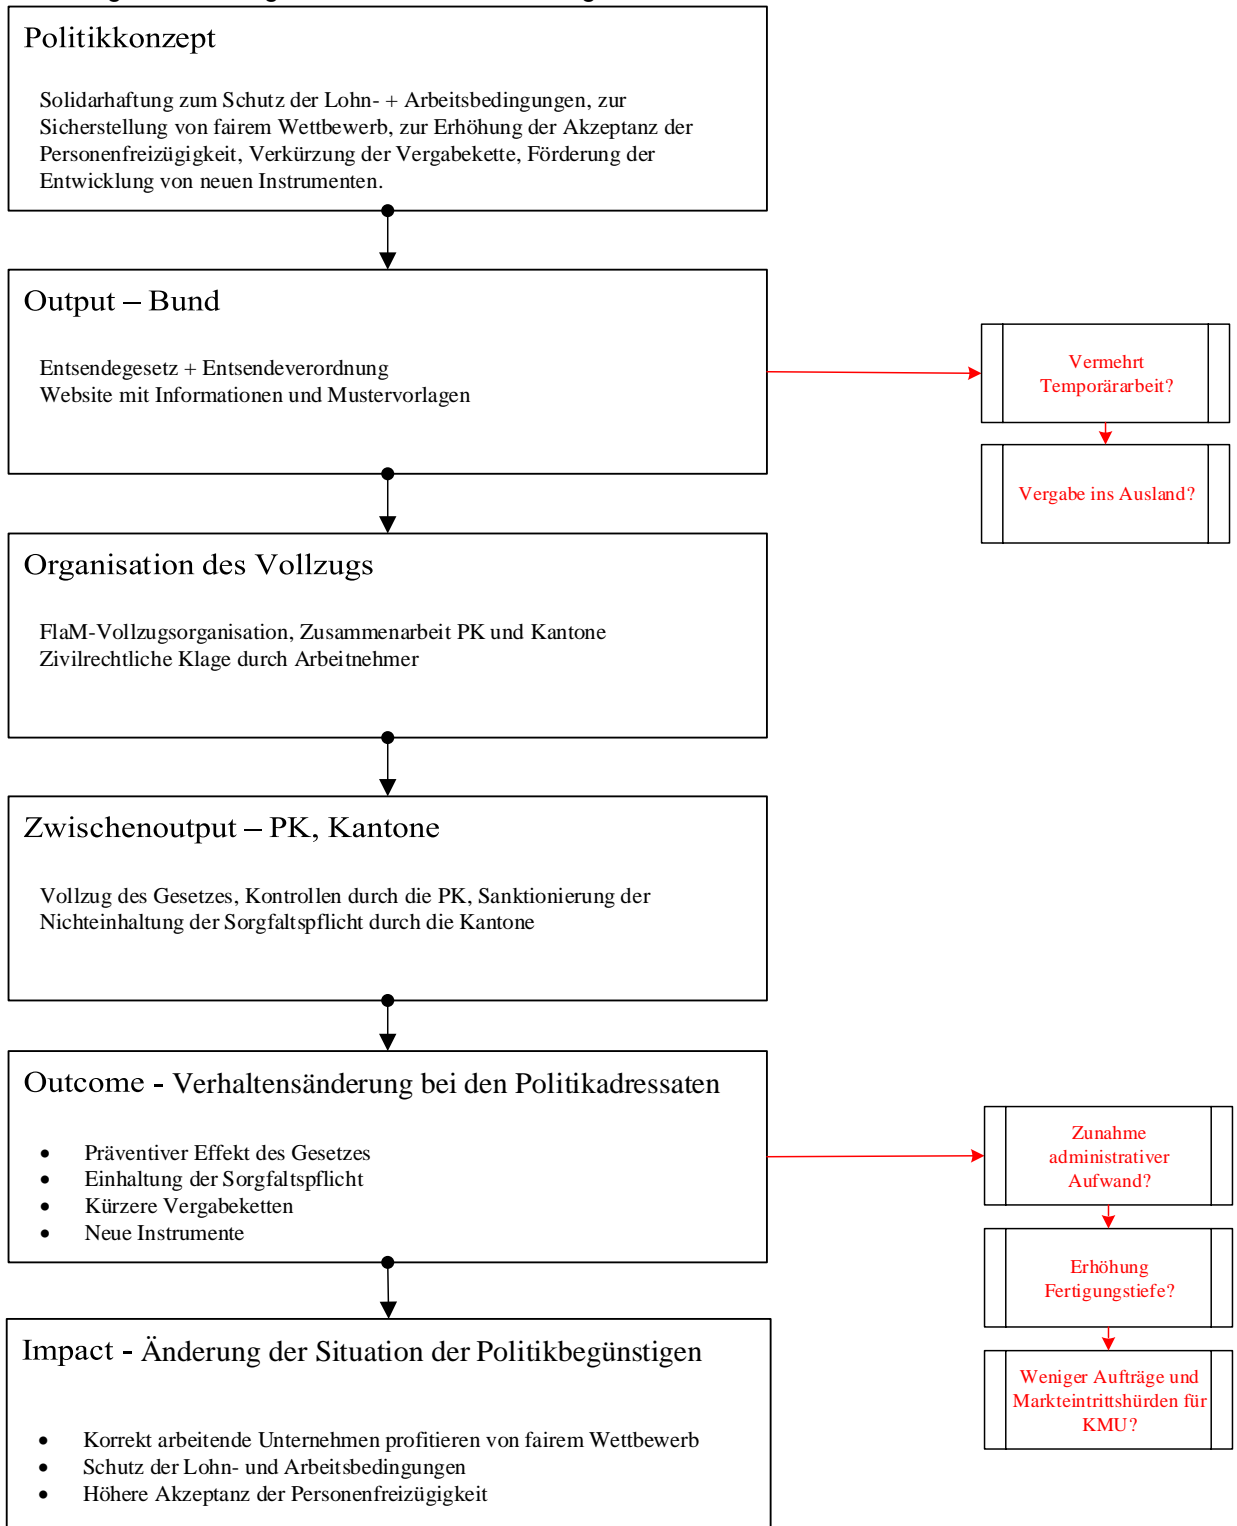 Politikkonzept
Solidarhaftung zum Schutz der Lohn- + Arbeitsbedingungen, zur
Sicherstellung von fairem Wettbewerb, zur Erhöhung der Akzeptanz der
Personenfreizügigkeit, Verkürzung der Vergabekette, Förderung der
Entwicklung von neuen Instrumenten.
Output – Bund
Entsendegesetz + Entsendeverordnung
Website mit Informationen und Mustervorlagen
Vermehrt
Temporärarbeit?
Vergabe ins Ausland?
Organisation des Vollzugs
FlaM-Vollzugsorganisation, Zusammenarbeit PK und Kantone
Zivilrechtliche Klage durch Arbeitnehmer
Zwischenoutput – PK, Kantone
Vollzug des Gesetzes, Kontrollen durch die PK, Sanktionierung der
Nichteinhaltung der Sorgfaltspflicht durch die Kantone
Outcome - Verhaltensänderung bei den Politikadressaten
• Präventiver Effekt des Gesetzes
• Einhaltung der Sorgfaltspflicht
• Kürzere Vergabeketten
• Neue Instrumente
Zunahme
administrativer
Aufwand?
Erhöhung
Fertigungstiefe?
Weniger Aufträge und
Markteintrittshürden für
KMU?
Impact - Änderung der Situation der Politikbegünstigen
• Korrekt arbeitende Unternehmen profitieren von fairem Wettbewerb
• Schutz der Lohn- und Arbeitsbedingungen
• Höhere Akzeptanz der Personenfreizügigkeit